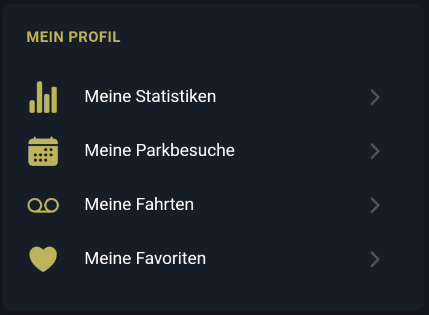 MEIN PROFIL
Meine Statistiken
Meine Parkbesuche
Meine Fahrten
Meine Favoriten